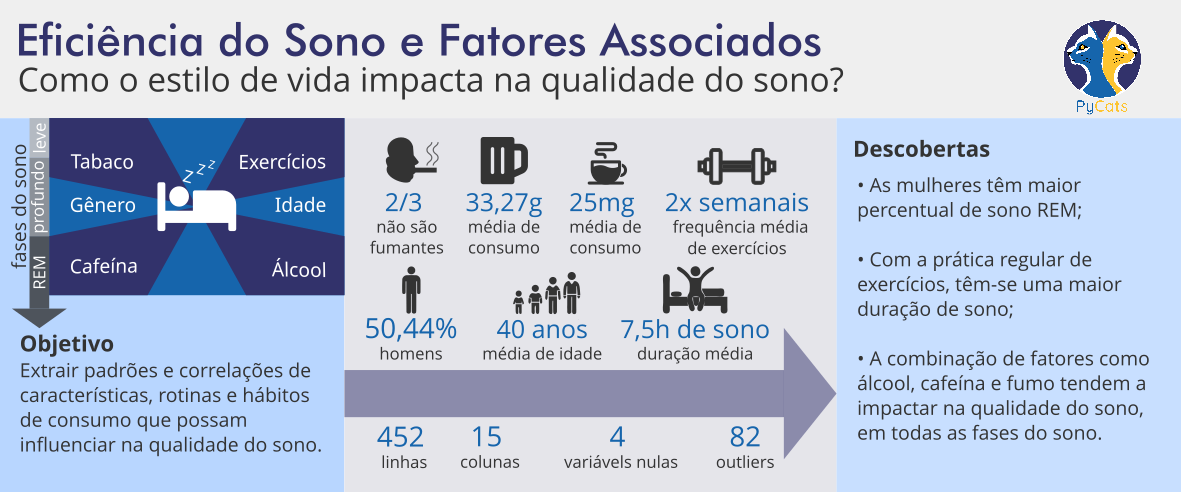 Eficiência do Sono e Fatores Associados
Como o estilo de vida impacta na qualidade do sono?
PyCats
fases do sono
leve
profundo
REM
Tabaco
Exercícios
Gênero
Idade
Cafeína
Álcool
z z z
Objetivo
Extrair padrões e correlações de
características, rotinas e hábitos
de consumo que possam
influenciar na qualidade do sono.
2/3
não são
fumantes
33,27g
média de
consumo
25mg
média de
consumo
2x semanais
frequência média
de exercícios
50,44%
homens
40 anos
média de idade
7,5h de sono
duração média
452
linhas
15
colunas
4
variávels nulas
82
outliers
Descobertas
• As mulheres têm maior
percentual de sono REM;
• Com a prática regular de
exercícios, têm-se uma maior
duração de sono;
• A combinação de fatores como
álcool, cafeína e fumo tendem a
impactar na qualidade do sono,
em todas as fases do sono.